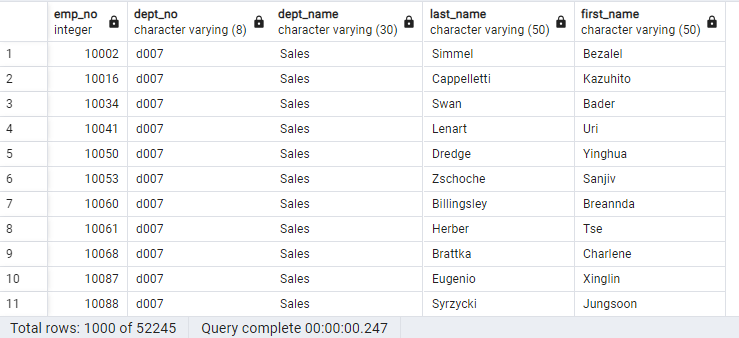 emp_no dept_no dept_name last_name first_name
integer character varying (8) character varying (30) character varying (50) character varying (50)
1 10002 d007 Sales Simmel Bezalel
2 10016 d007 Sales Cappelletti Kazuhito
3 10034 d007 Sales Swan Bader
4 10041 d007 Sales Lenart Uri
5 10050 d007 Sales Dredge Yinghua
6 10053 d007 Sales Zschoche Sanjiv
7 10060 d007 Sales Billingsley Breannda
8 10061 d007 Sales Herber Tse
9 10068 d007 Sales Brattka Charlene
10 10087 d007 Sales Eugenio Xinglin
11 10088 d007 Sales Syrzycki Jungsoon
Total rows: 1000 of 52245 Query complete 00:00:00.247